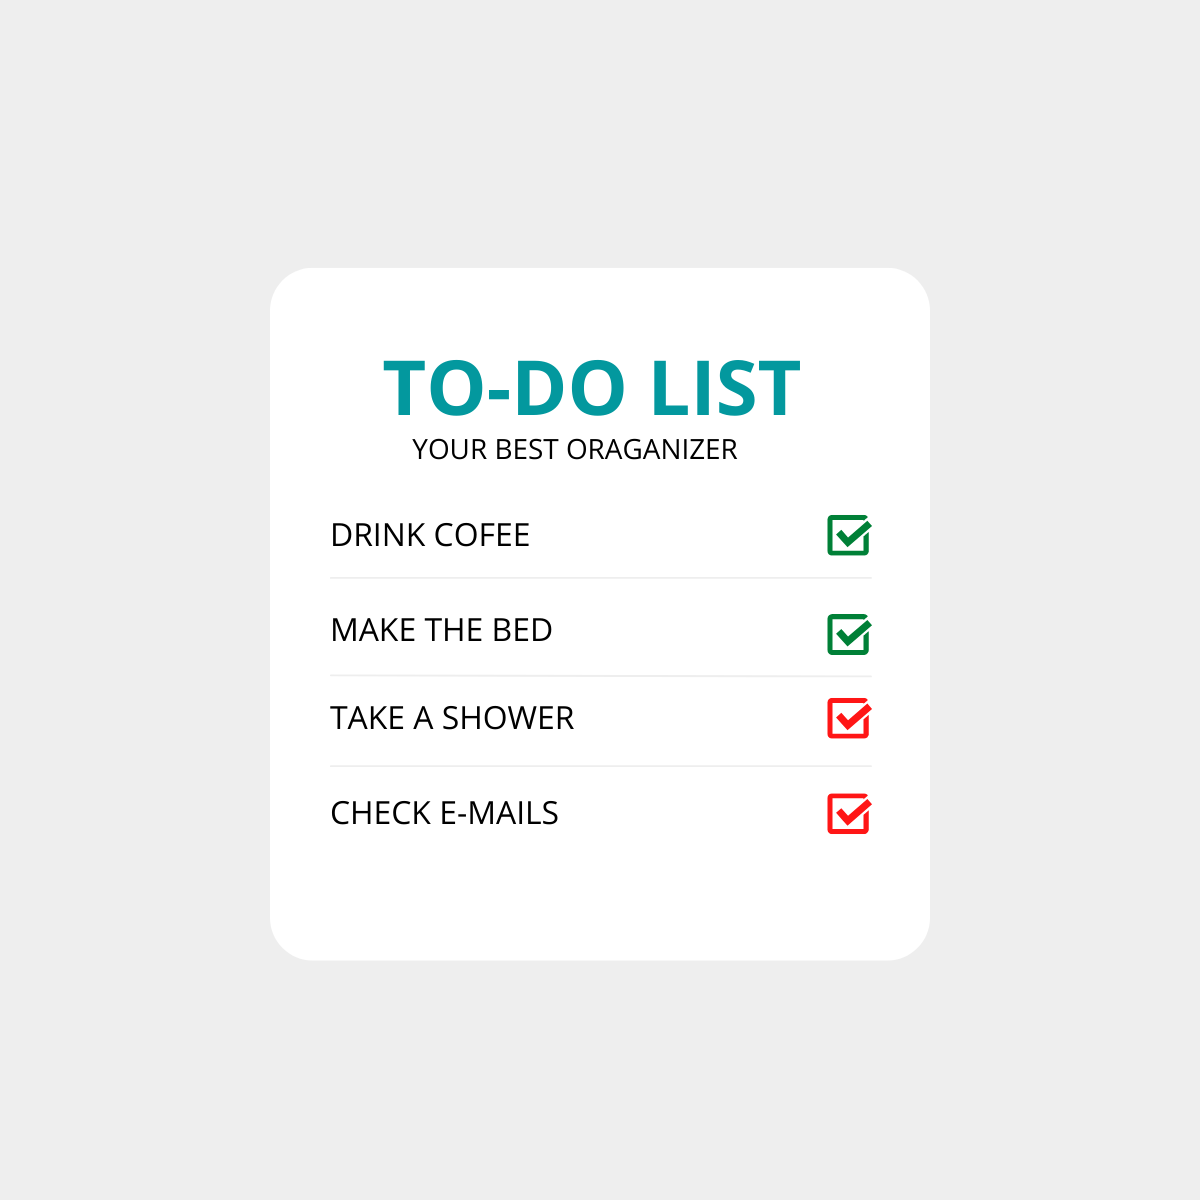 TO-DO LIST
YOUR BEST ORAGANIZER
DRINK COFEE
MAKE THE BED
TAKE A SHOWER
CHECK E-MAILS